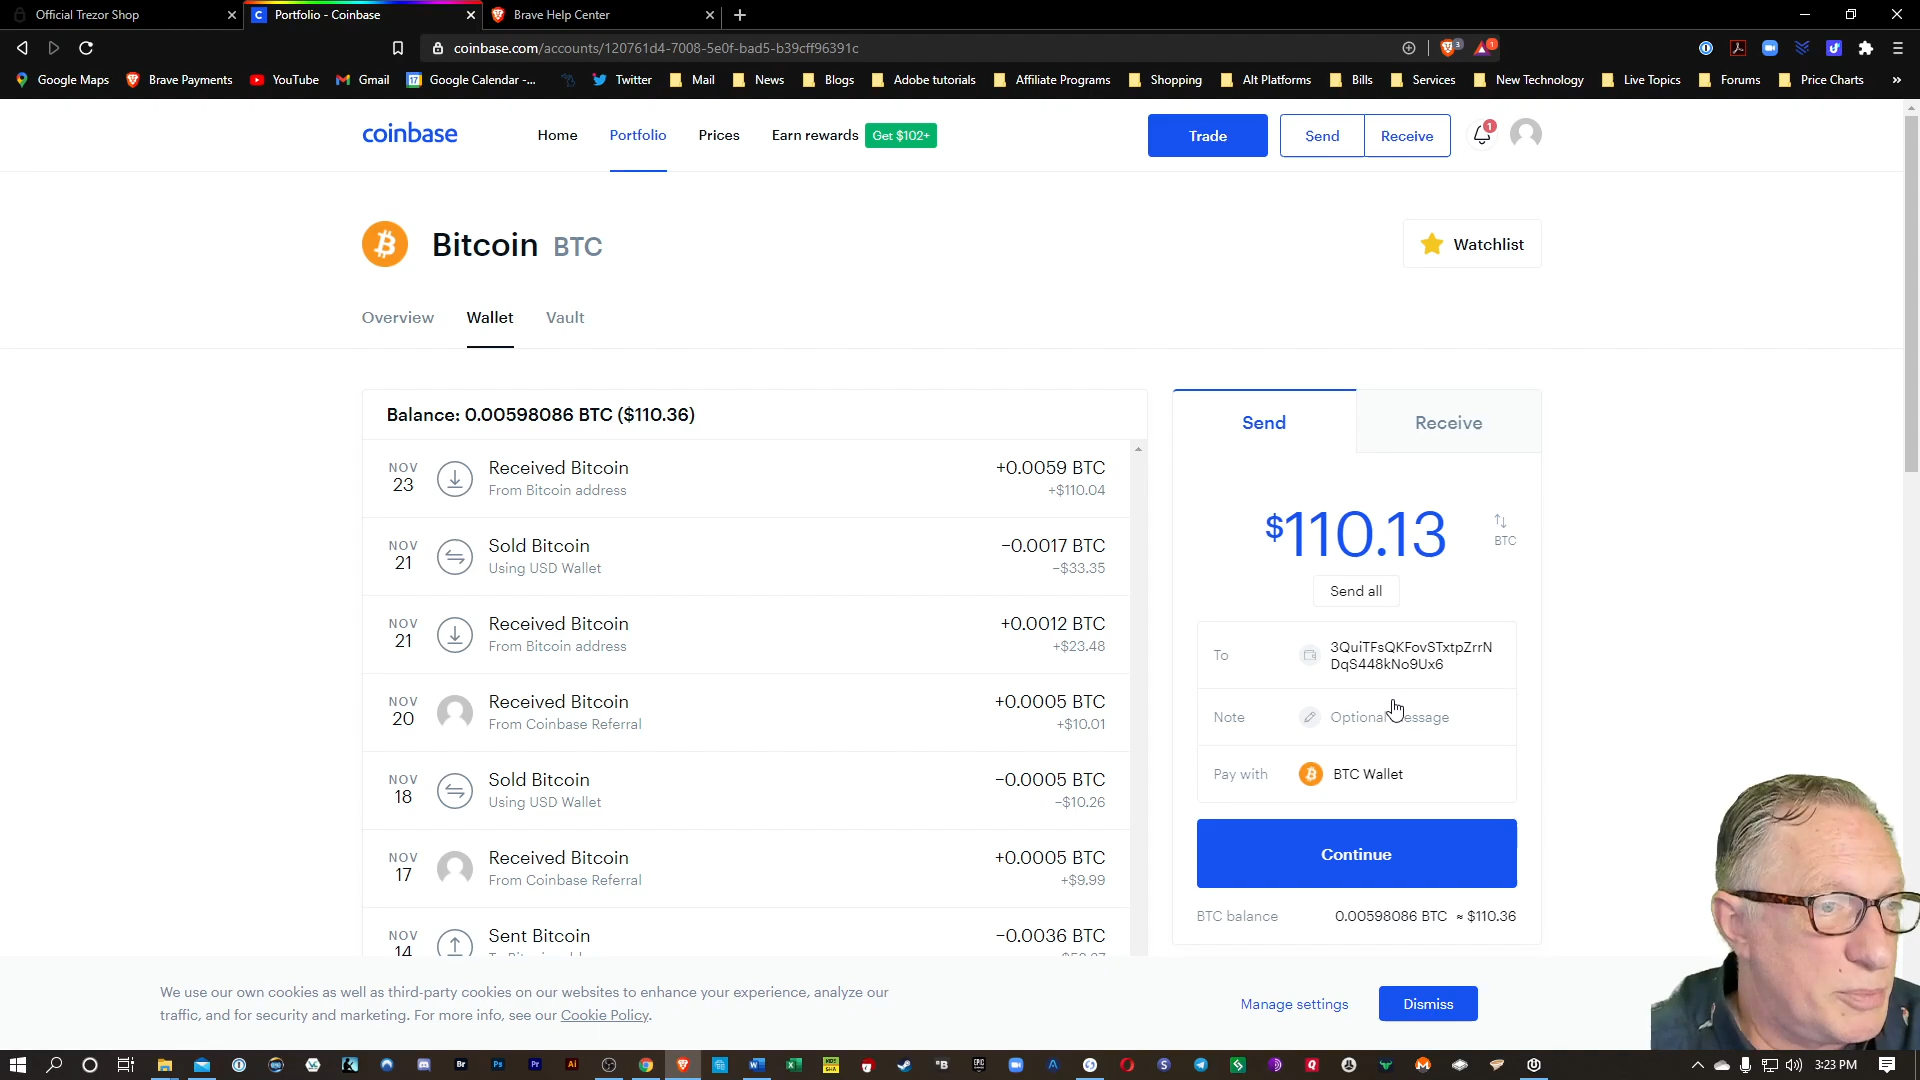 Official Trezor Shop
Portfolio - Coinbase
Brave Help Center
coinbase.com/accounts/120761d4-7008-5e0f-bad5-b39cff96391c
Google Maps
Brave Payments
YouTube
Gmail
Google Calendar -...
Twitter
Mail
News
Blogs
Adobe tutorials
Affiliate Programs
Shopping
Alt Platforms
Bills
Services
New Technology
Live Topics
Forums
Price Charts
coinbase
Home
Portfolio
Prices
Earn rewards
Get $102+
Trade
Send
Receive
1
Bitcoin BTC
Watchlist
Overview
Wallet
Vault
Balance: 0.00598086 BTC ($110.36)
NOV 23
Received Bitcoin
From Bitcoin address
+0.0059 BTC
+$110.04
NOV 21
Sold Bitcoin
Using USD Wallet
−0.0017 BTC
−$33.35
NOV 21
Received Bitcoin
From Bitcoin address
+0.0012 BTC
+$23.48
NOV 20
Received Bitcoin
From Coinbase Referral
+0.0005 BTC
+$10.01
NOV 18
Sold Bitcoin
Using USD Wallet
−0.0005 BTC
−$10.26
NOV 17
Received Bitcoin
From Coinbase Referral
+0.0005 BTC
+$9.99
NOV 14
Sent Bitcoin
−0.0036 BTC
Send
Receive
$110.13
BTC
Send all
To
3QuiTFsQKFovSTxtpZrrN
DqS448kNo9Ux6
Note
Optional message
Pay with
BTC Wallet
Continue
BTC balance
0.00598086 BTC ≈ $110.36
We use our own cookies as well as third-party cookies on our websites to enhance your experience, analyze our
traffic, and for security and marketing. For more info, see our Cookie Policy.
Manage settings
Dismiss
3:23 PM